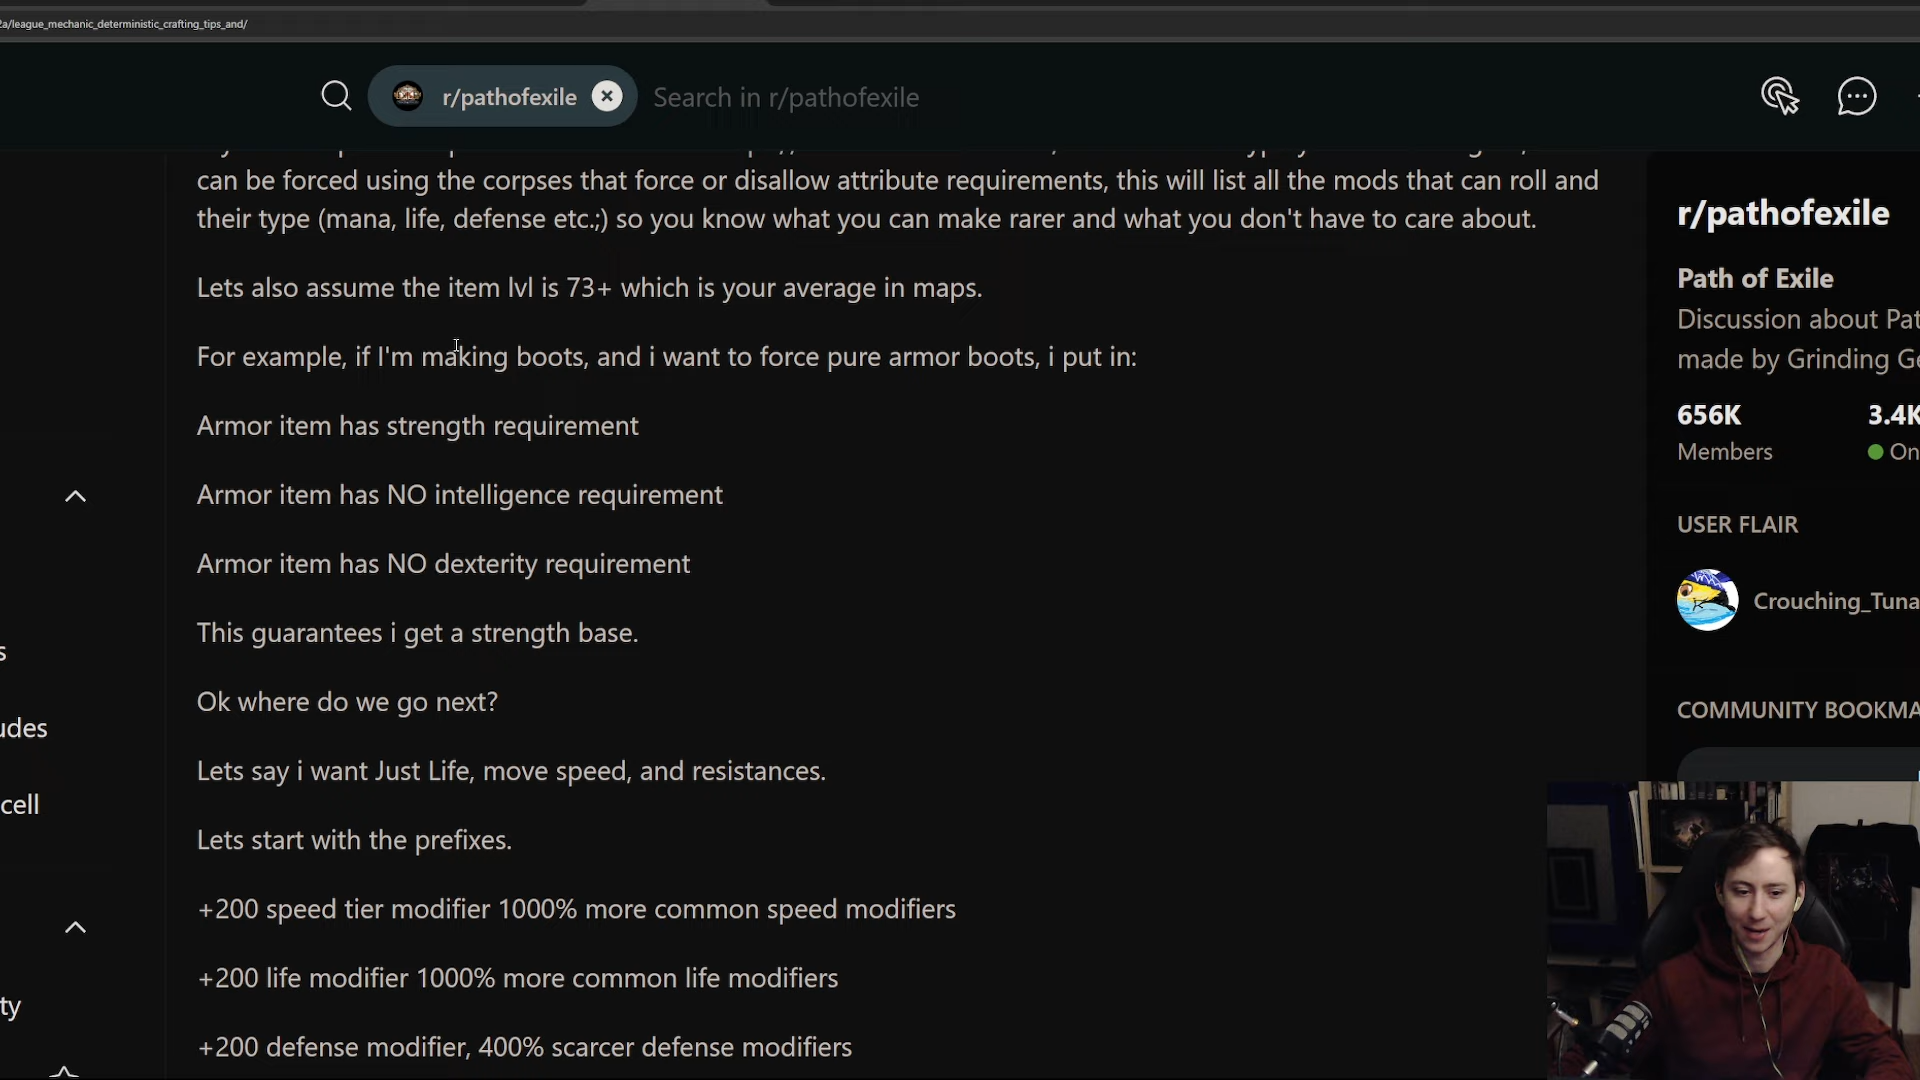 a/league_mechanic_deterministic_crafting_tips_and/
r/pathofexile
Search in r/pathofexile
can be forced using the corpses that force or disallow attribute requirements, this will list all the mods that can roll and
their type (mana, life, defense etc.;) so you know what you can make rarer and what you don't have to care about.
Lets also assume the item lvl is 73+ which is your average in maps.
For example, if I'm making boots, and i want to force pure armor boots, i put in:
Armor item has strength requirement
Armor item has NO intelligence requirement
Armor item has NO dexterity requirement
This guarantees i get a strength base.
Ok where do we go next?
Lets say i want Just Life, move speed, and resistances.
Lets start with the prefixes.
+200 speed tier modifier 1000% more common speed modifiers
+200 life modifier 1000% more common life modifiers
+200 defense modifier, 400% scarcer defense modifiers
s
udes
cell
ty
r/pathofexile
Path of Exile
Discussion about Pat
made by Grinding Ge
656K
3.4K
Members
On
USER FLAIR
Crouching_Tuna
COMMUNITY BOOKMA